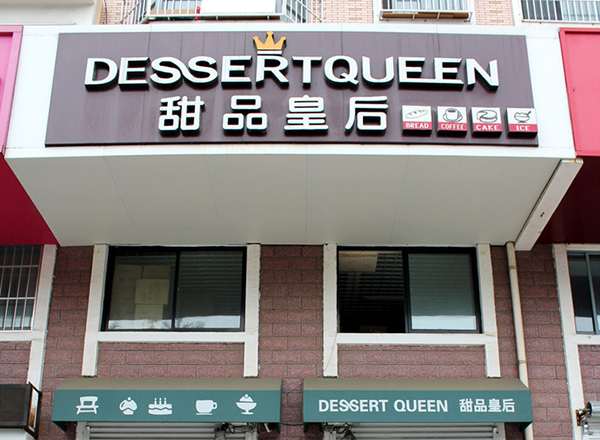 DESSERTQUEEN
甜品皇后
BREAD COFFEE CAKE ICE
DESSERT QUEEN 甜品皇后